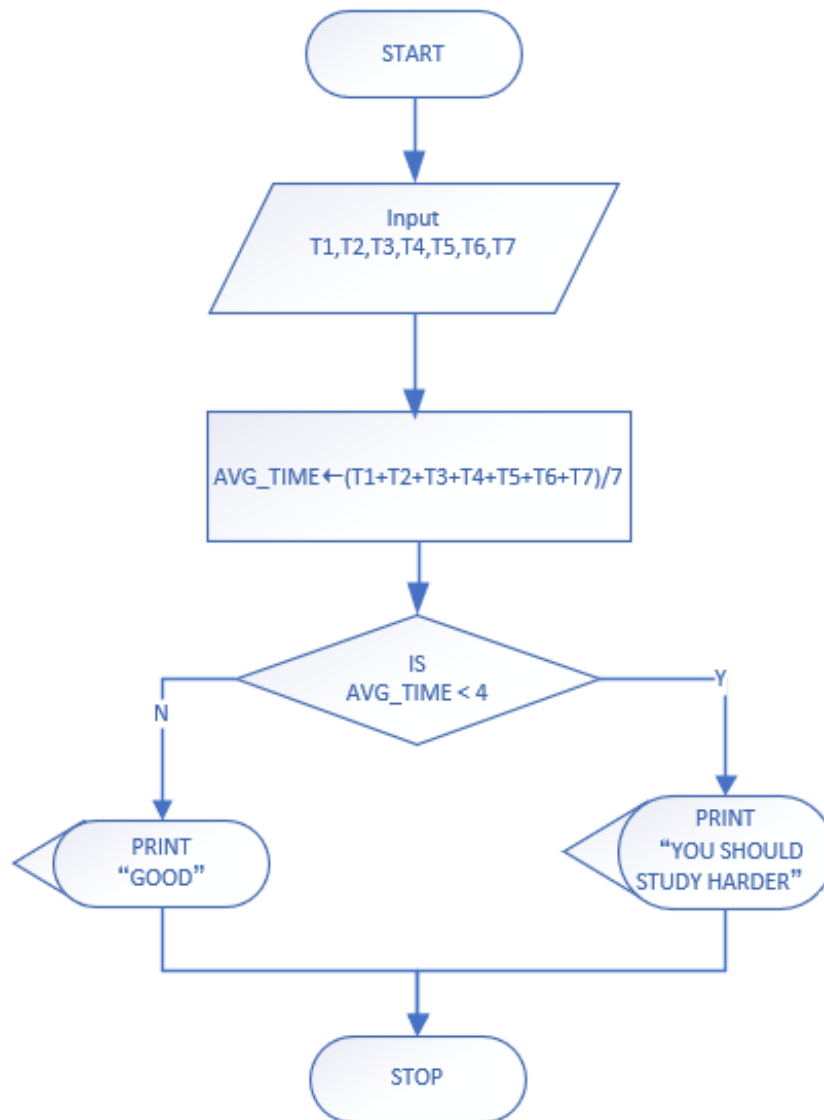 START
Input
T1,T2,T3,T4,T5,T6,T7
AVG_TIME←(T1+T2+T3+T4+T5+T6+T7)/7
IS
AVG_TIME < 4
N
Y
PRINT
“GOOD”
PRINT
“YOU SHOULD
STUDY HARDER”
STOP